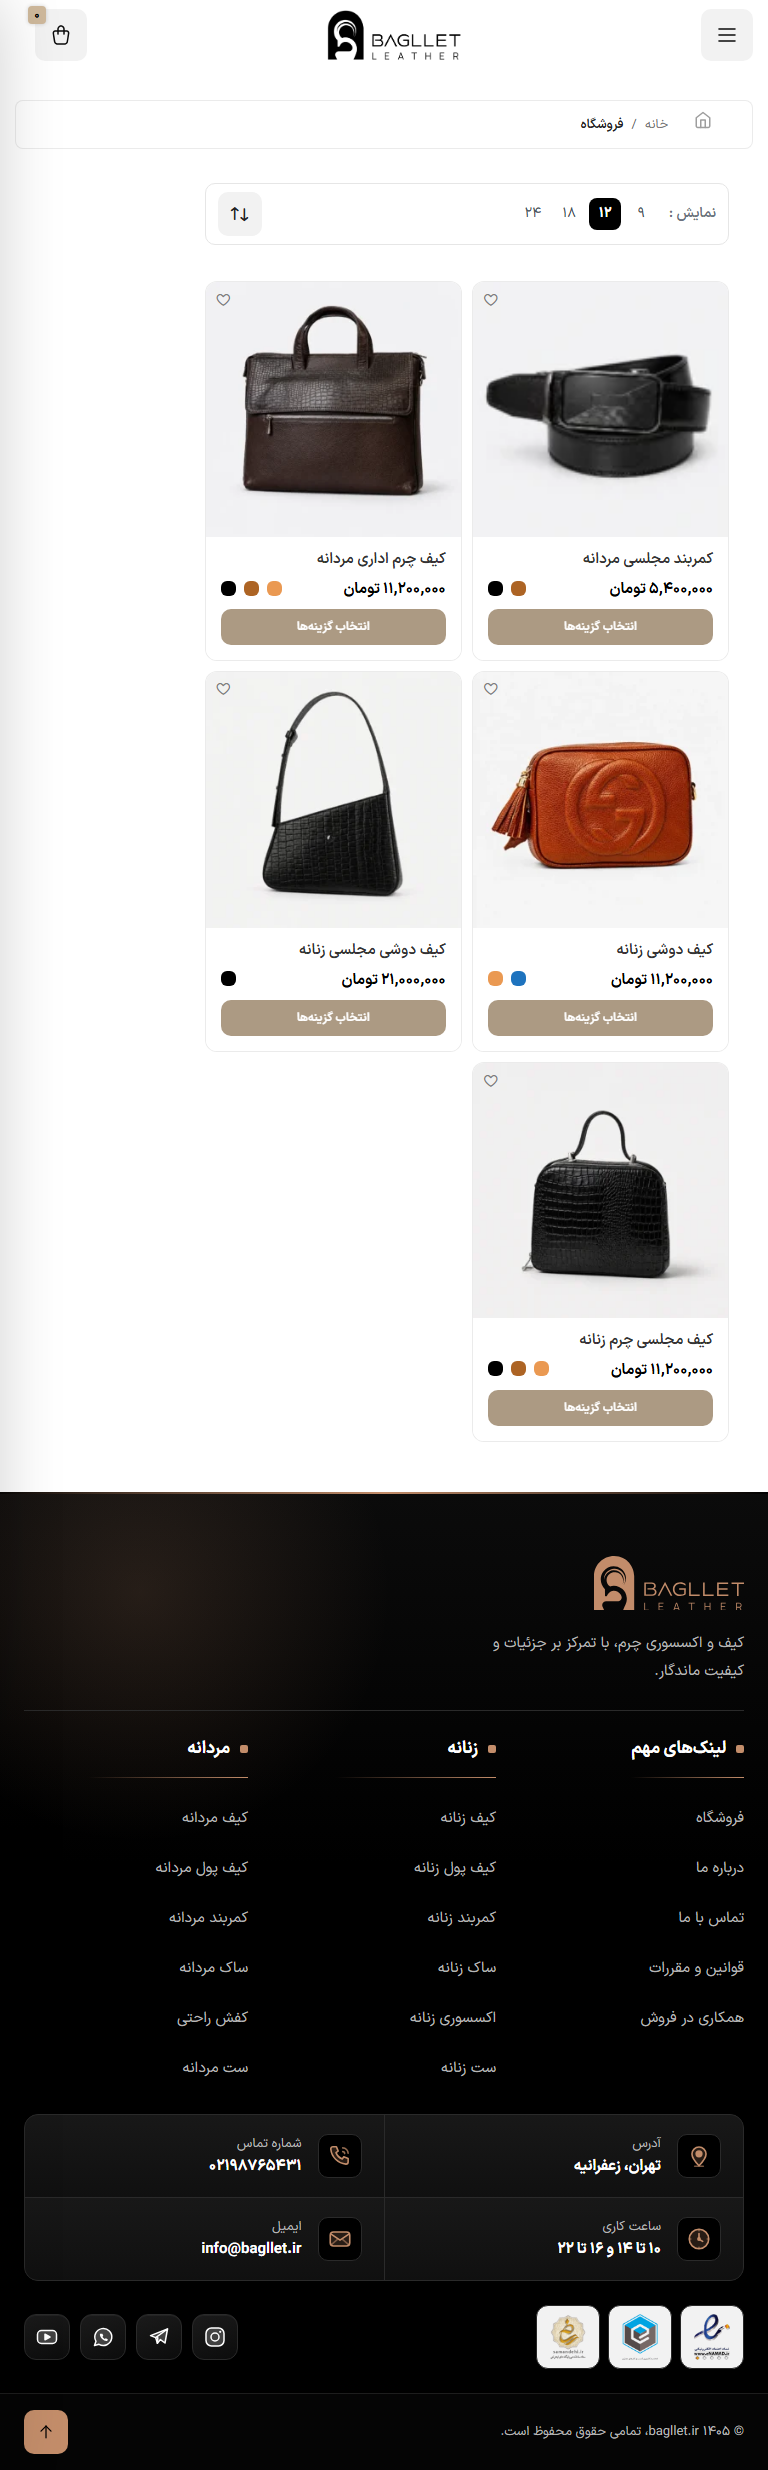 ۰
BAGLLET
LEATHER
خانه / فروشگاه
نمایش : ۹ ۱۲ ۱۸ ۲۴
کمربند مجلسی مردانه
۵,۴۰۰,۰۰۰ تومان
انتخاب گزینه‌ها
کیف چرم اداری مردانه
۱۱,۲۰۰,۰۰۰ تومان
انتخاب گزینه‌ها
کیف دوشی زنانه
۱۱,۲۰۰,۰۰۰ تومان
انتخاب گزینه‌ها
کیف دوشی مجلسی زنانه
۲۱,۰۰۰,۰۰۰ تومان
انتخاب گزینه‌ها
کیف مجلسی چرم زنانه
۱۱,۲۰۰,۰۰۰ تومان
انتخاب گزینه‌ها
BAGLLET
LEATHER
کیف و اکسسوری چرم، با تمرکز بر جزئیات و
کیفیت ماندگار.
لینک‌های مهم
فروشگاه
درباره ما
تماس با ما
قوانین و مقررات
همکاری در فروش
زنانه
کیف زنانه
کیف پول زنانه
کمربند زنانه
ساک زنانه
اکسسوری زنانه
ست زنانه
مردانه
کیف مردانه
کیف پول مردانه
کمربند مردانه
ساک مردانه
کفش راحتی
ست مردانه
آدرس
تهران، زعفرانیه
شماره تماس
۰۲۱۹۸۷۶۵۴۳۱
ساعت کاری
۱۰ تا ۱۴ و ۱۶ تا ۲۲
ایمیل
info@bagllet.ir
www.eNAMAD.ir
samandehi.ir
© ۱۴۰۵ bagllet.ir، تمامی حقوق محفوظ است.